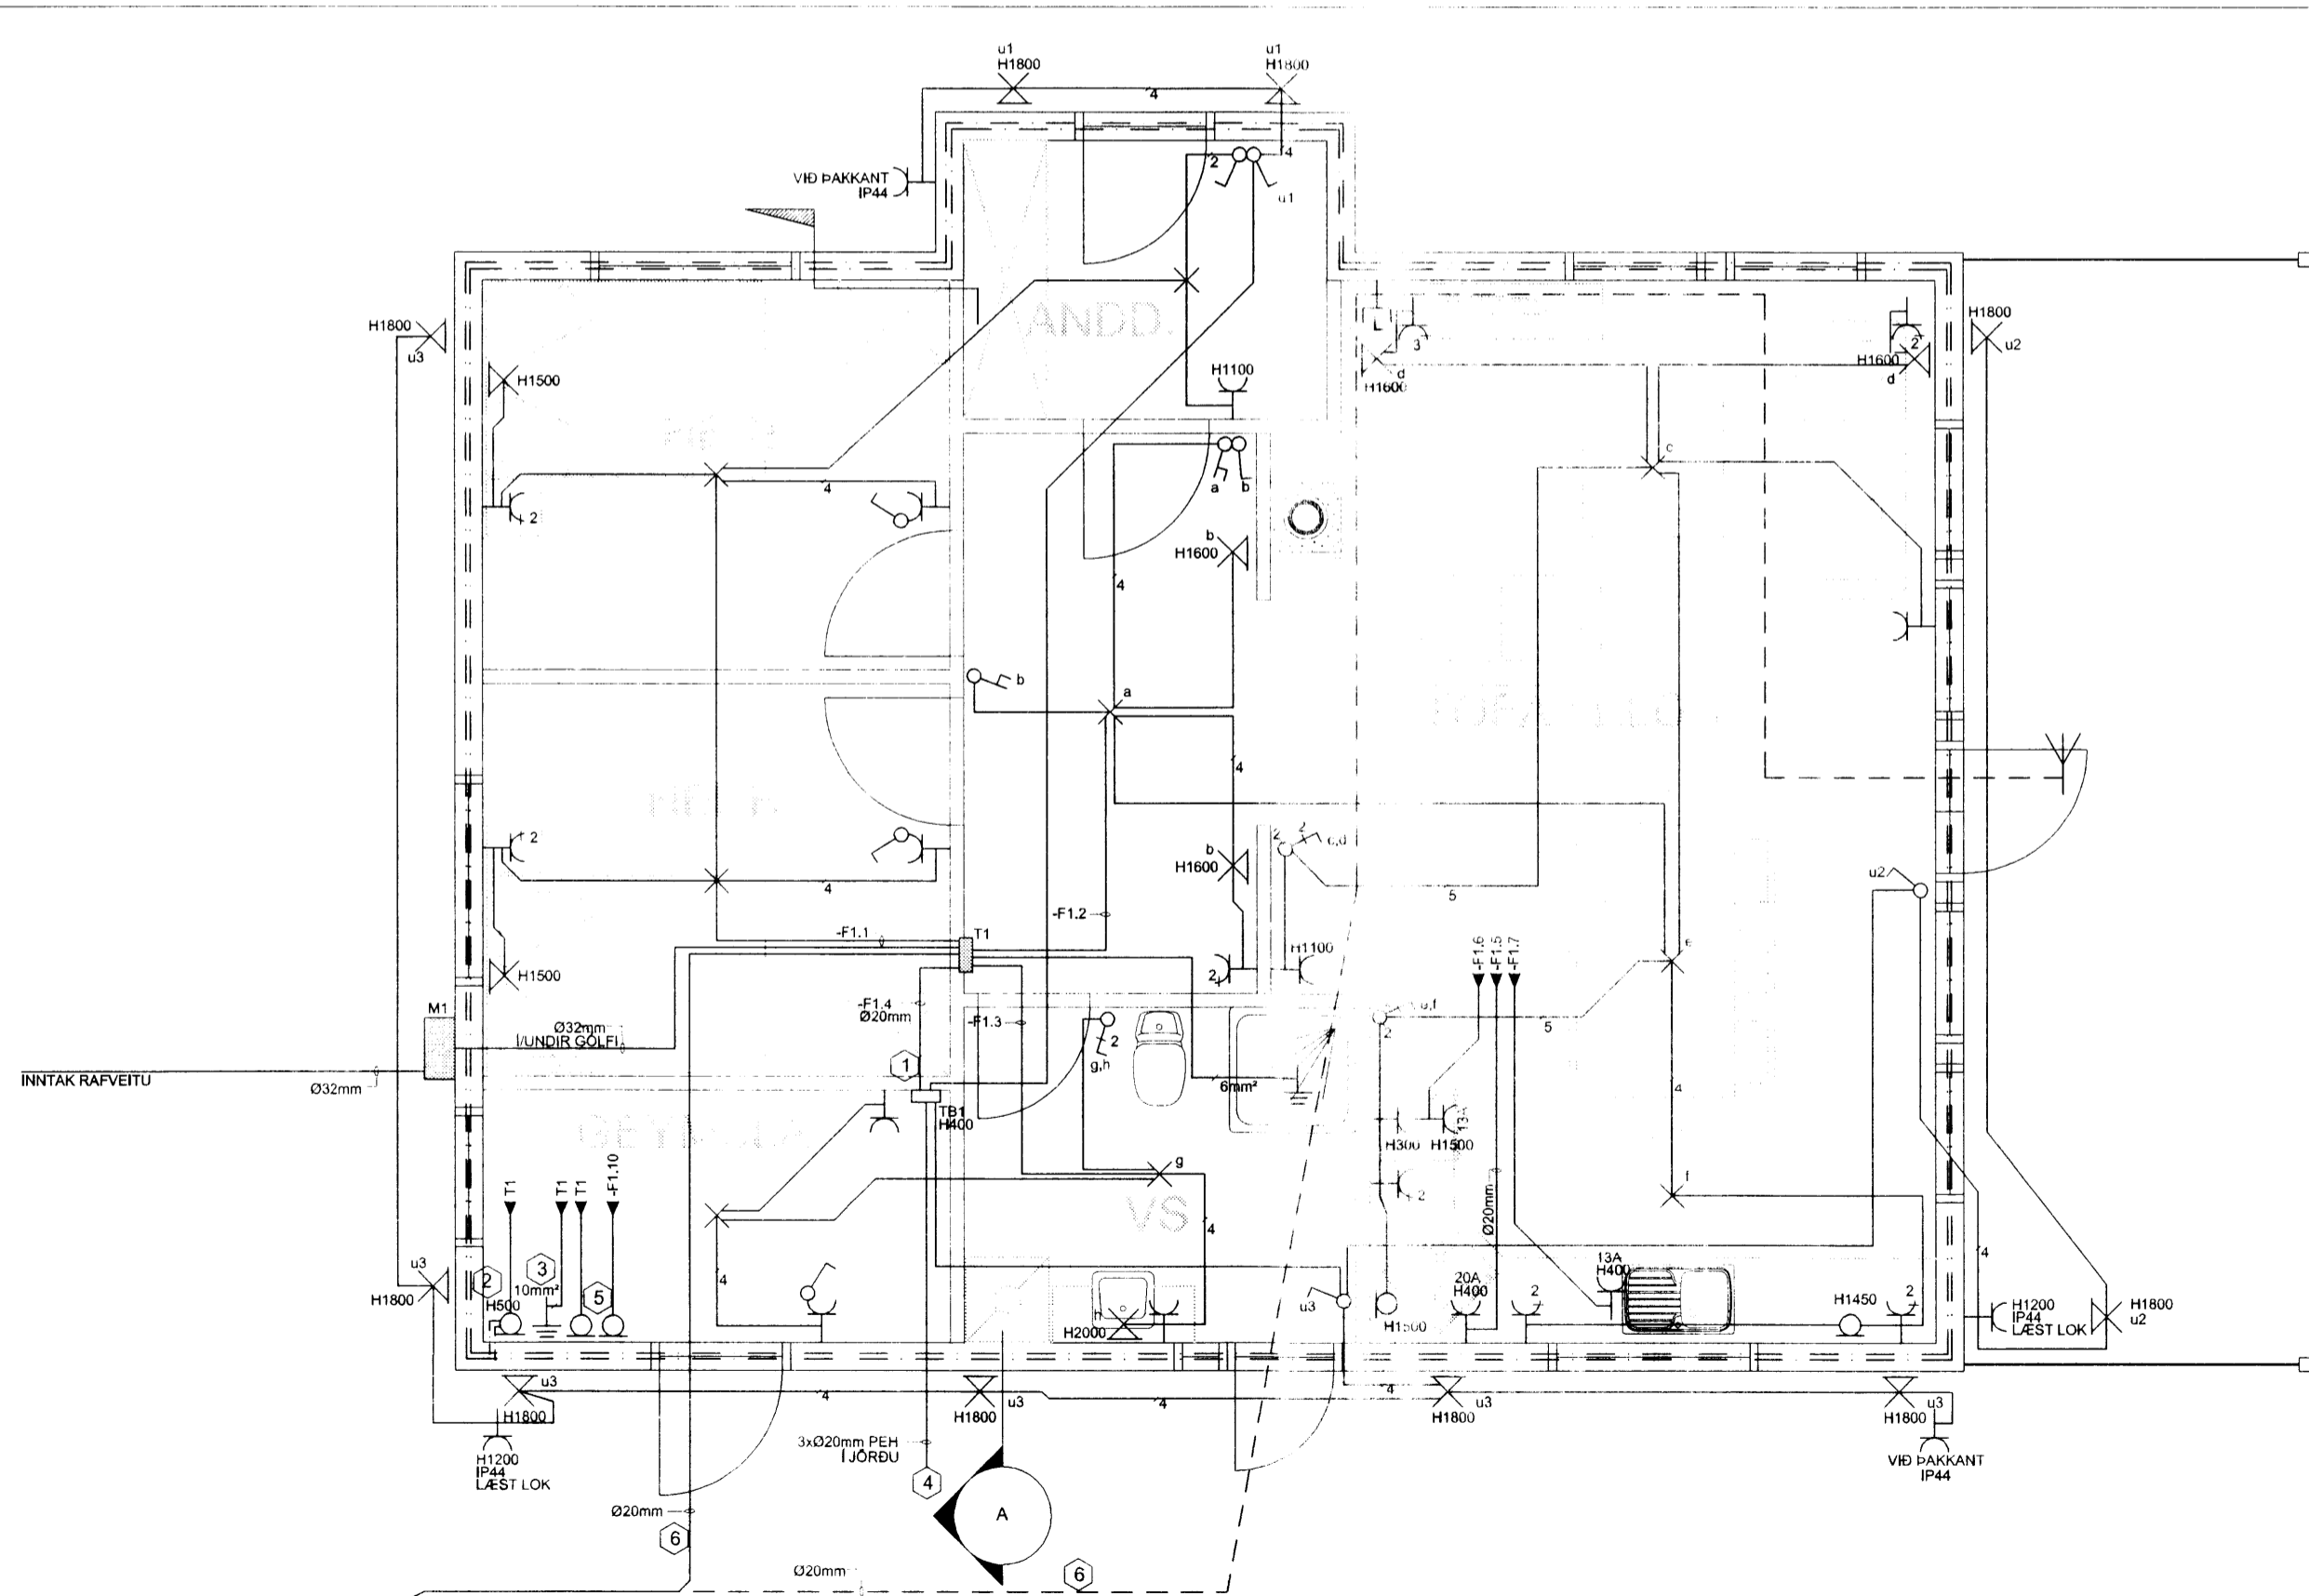 u1
H1800
u1
H1800
4
VIÐ ÞAKKANT
IP44
2
4
u1
H1800
u3
H1500
ANDD.
H1100
3
d
H1600
2
H1600
d
H1800
u2
c
a
b
4
2
b
H1600
4
b
a
4
2
4
b
H1600
2
2
c,d
5
u2
-F1.1
T1
-F1.2
H1500
2
H1100
-F1.6
-F1.5
-F1.7
e
M1
Ø32mm
Í/UNDIR GÓLFI
-F1.4
Ø20mm
-F1.3
1
2
g,h
6mm²
2
5
INNTAK RAFVEITU
Ø32mm
TB1
H400
4
13A
H300
H1500
GEYMSLA
T1
T1
T1
-F1.10
g
VS
4
2
Ø20mm
f
u3
H1800
2
H500
3
10mm²
5
4
h
H2000
u3
H1500
20A
H400
2
13A
H400
H1450
2
4
H1200
IP44
LÆST LOK
H1800
u2
u3
H1800
4
H1800
u3
4
4
H1800
u3
H1800
u3
H1200
IP44
LÆST LOK
3xØ20mm PEH
Í JÖRÐU
4
VIÐ ÞAKKANT
IP44
A
Ø20mm
6
Ø20mm
6